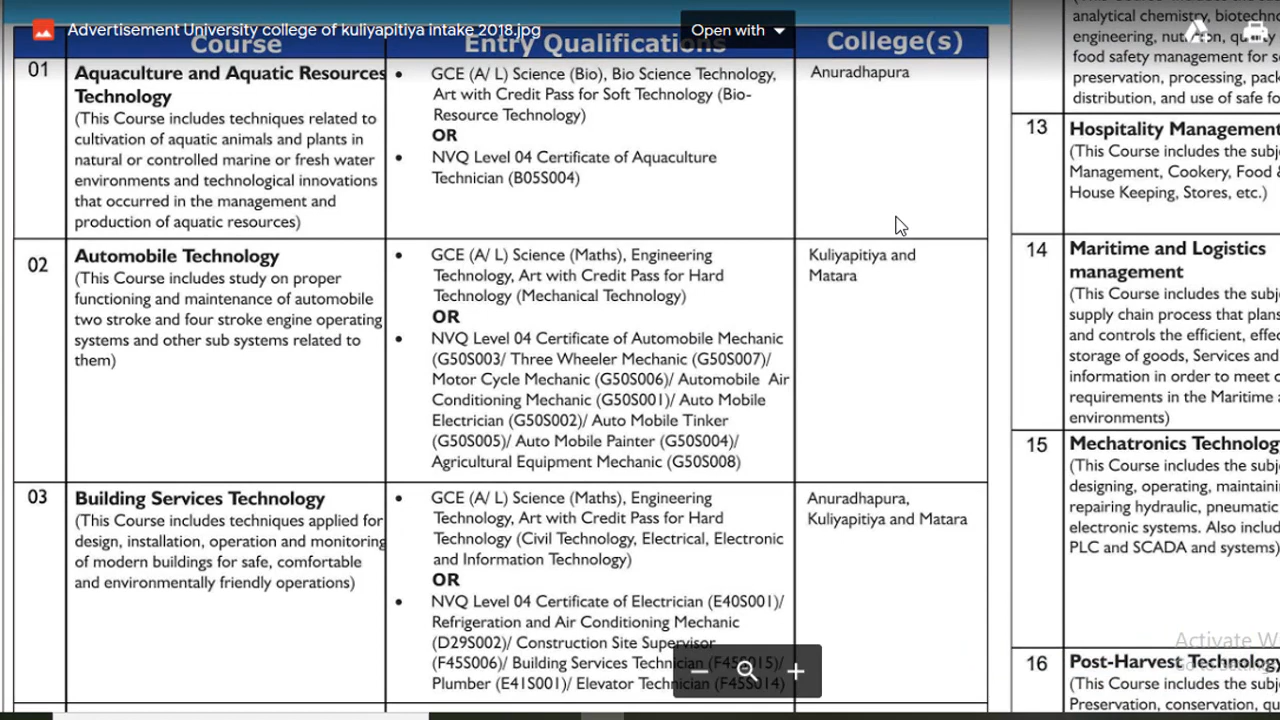 Advertisement University college of kuliyapitiya intake 2018.jpg
Open with
Course
Entry Qualifications
College(s)
01
Aquaculture and Aquatic Resources
Technology
(This Course includes techniques related to
cultivation of aquatic animals and plants in
natural or controlled marine or fresh water
environments and technological innovations
that occurred in the management and
production of aquatic resources)
• GCE (A/ L) Science (Bio), Bio Science Technology,
Art with Credit Pass for Soft Technology (Bio-
Resource Technology)
OR
• NVQ Level 04 Certificate of Aquaculture
Technician (B05S004)
Anuradhapura
02
Automobile Technology
(This Course includes study on proper
functioning and maintenance of automobile
two stroke and four stroke engine operating
systems and other sub systems related to
them)
• GCE (A/ L) Science (Maths), Engineering
Technology, Art with Credit Pass for Hard
Technology (Mechanical Technology)
OR
• NVQ Level 04 Certificate of Automobile Mechanic
(G50S003/ Three Wheeler Mechanic (G50S007)/
Motor Cycle Mechanic (G50S006)/ Automobile Air
Conditioning Mechanic (G50S001)/ Auto Mobile
Electrician (G50S002)/ Auto Mobile Tinker
(G50S005)/ Auto Mobile Painter (G50S004)/
Agricultural Equipment Mechanic (G50S008)
Kuliyapitiya and
Matara
03
Building Services Technology
(This Course includes techniques applied for
design, installation, operation and monitoring
of modern buildings for safe, comfortable
and environmentally friendly operations)
• GCE (A/ L) Science (Maths), Engineering
Technology, Art with Credit Pass for Hard
Technology (Civil Technology, Electrical, Electronic
and Information Technology)
OR
• NVQ Level 04 Certificate of Electrician (E40S001)/
Refrigeration and Air Conditioning Mechanic
(D29S002)/ Construction Site Supervisor
(F45S006)/ Building Services Technician (F45S015)/
Plumber (E41S001)/ Elevator Technician (F45S014)
Anuradhapura,
Kuliyapitiya and Matara
analytical chemistry, biotechn
engineering, nutrition, quality
food safety management for s
preservation, processing, pack
distribution, and use of safe fo
13
Hospitality Management
(This Course includes the subj
Management, Cookery, Food &
House Keeping, Stores, etc.)
14
Maritime and Logistics
management
(This Course includes the subj
supply chain process that plans
and controls the efficient, effec
storage of goods, Services and
information in order to meet c
requirements in the Maritime a
environments)
15
Mechatronics Technolog
(This Course includes the subj
designing, operating, maintaini
repairing hydraulic, pneumatic
electronic systems. Also includ
PLC and SCADA and systems)
Activate W
16
Post-Harvest Technology
(This Course includes the subj
Preservation, conservation, qu